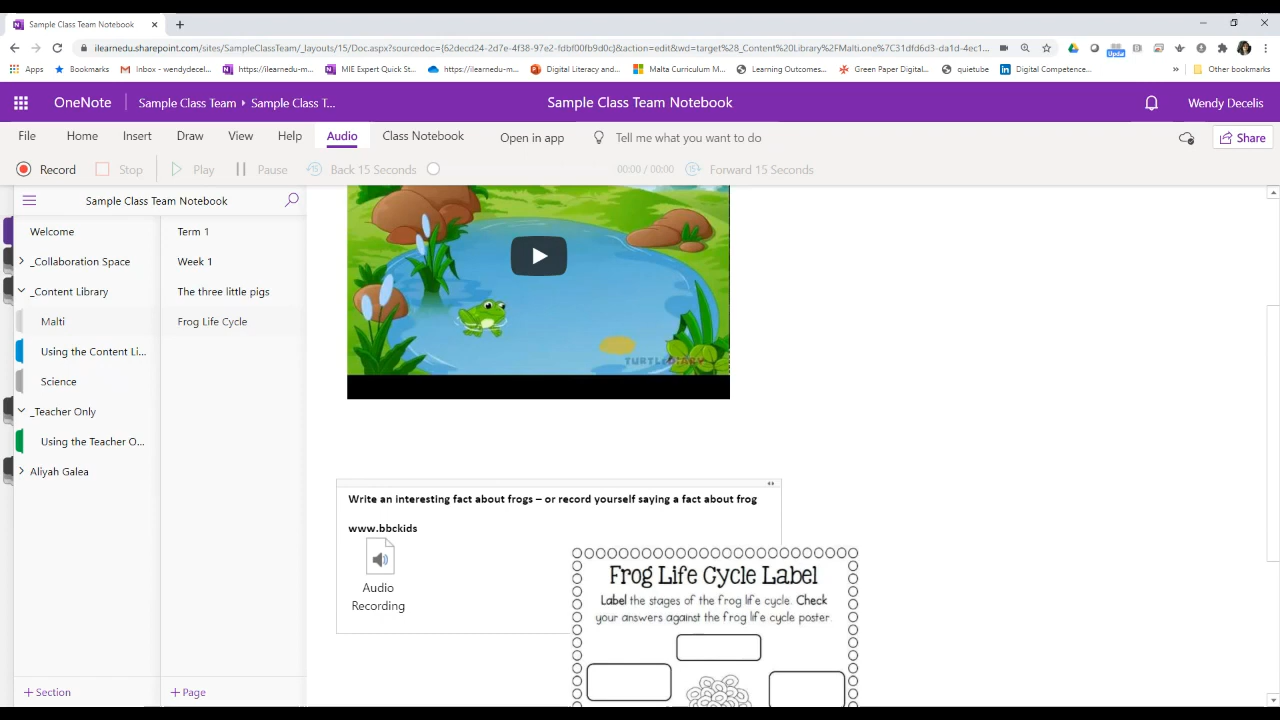 Sample Class Team Notebook
ilearnedu.sharepoint.com/sites/SampleClassTeam/_layouts/15/Doc.aspx?sourcedoc={62decd24-2d7e-4f38-97e2-fdbf00fb9d0c}&action=edit&wd=target%28_Content%20Library%2FMalti.one%7C31dfd6d3-da1d-4ec1...
Upda
Apps Bookmarks Inbox - wendydecel... https://ilearnedu-m... MIE Expert Quick St... https://ilearnedu-m... Digital Literacy and... Malta Curriculum M... Learning Outcomes... Green Paper Digital... quietube Digital Competence... » Other bookmarks
OneNote Sample Class Team Sample Class T... Sample Class Team Notebook Wendy Decelis
File Home Insert Draw View Help Audio Class Notebook Open in app Tell me what you want to do Share
Record Stop Play Pause Back 15 Seconds 00:00 / 00:00 Forward 15 Seconds
Sample Class Team Notebook
Welcome
_Collaboration Space
_Content Library
Malti
Using the Content Li...
Science
_Teacher Only
Using the Teacher O...
Aliyah Galea
+ Section
Term 1
Week 1
The three little pigs
Frog Life Cycle
+ Page
TURTLE DIARY
Write an interesting fact about frogs – or record yourself saying a fact about frog
www.bbckids
Audio
Recording
Frog Life Cycle Label
Label the stages of the frog life cycle. Check
your answers against the frog life cycle poster.